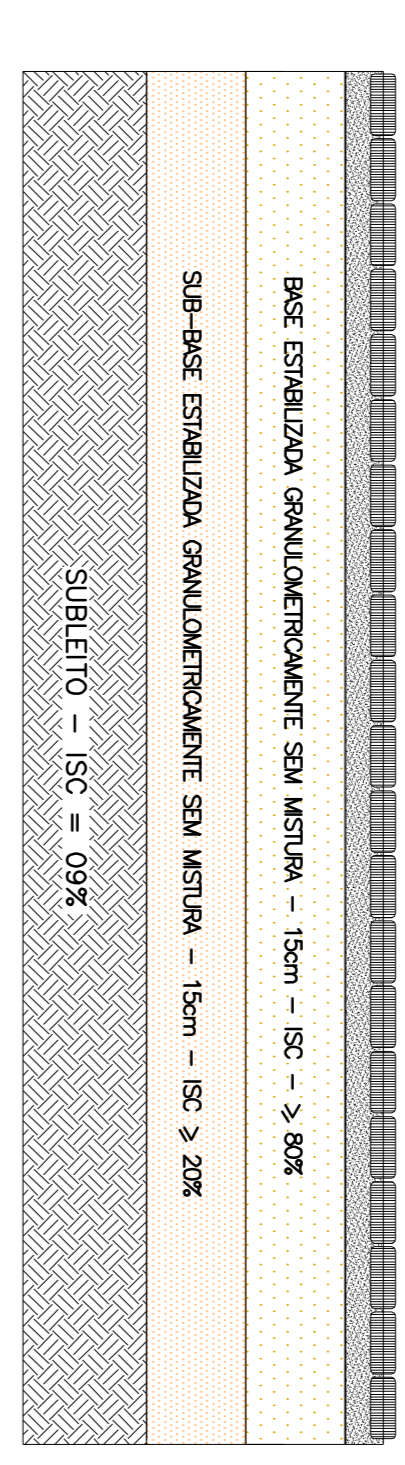 BASE ESTABILIZADA GRANULOMETRICAMENTE SEM MISTURA – 15cm – ISC – ⩾ 80%
SUB–BASE ESTABILIZADA GRANULOMETRICAMENTE SEM MISTURA – 15cm – ISC ⩾ 20%
SUBLEITO – ISC = 09%